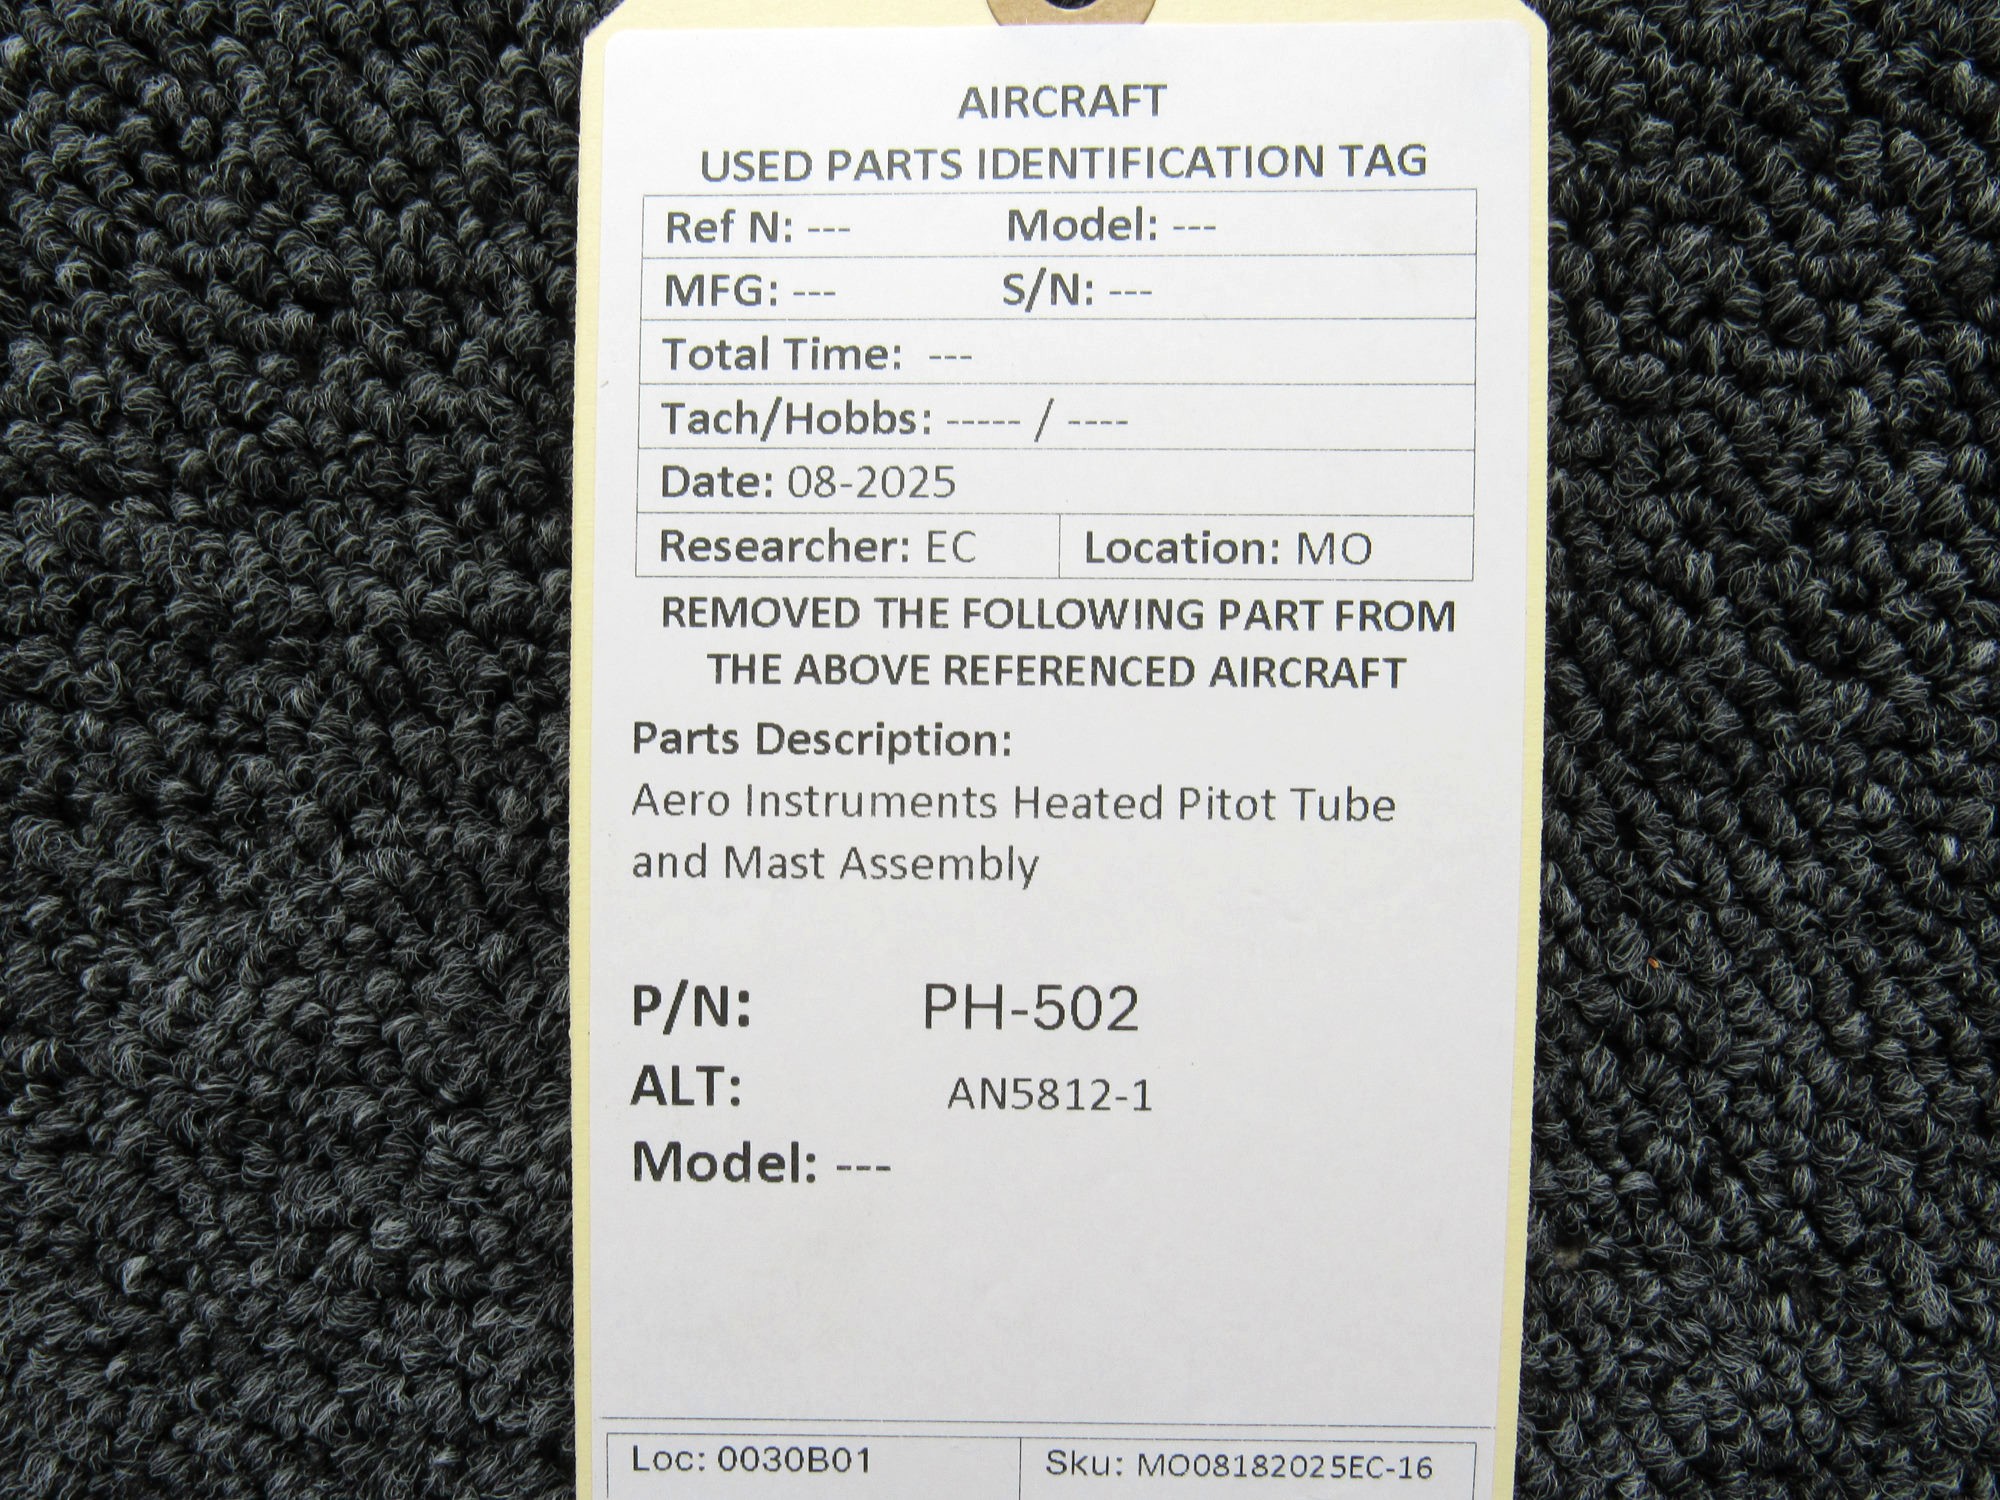 AIRCRAFT
USED PARTS IDENTIFICATION TAG
Ref N: --- Model: ---
MFG: --- S/N: ---
Total Time: ---
Tach/Hobbs: ----- / ----
Date: 08-2025
Researcher: EC Location: MO
REMOVED THE FOLLOWING PART FROM
THE ABOVE REFERENCED AIRCRAFT
Parts Description:
Aero Instruments Heated Pitot Tube
and Mast Assembly
P/N: PH-502
ALT: AN5812-1
Model: ---
Loc: 0030B01 Sku: MO08182025EC-16